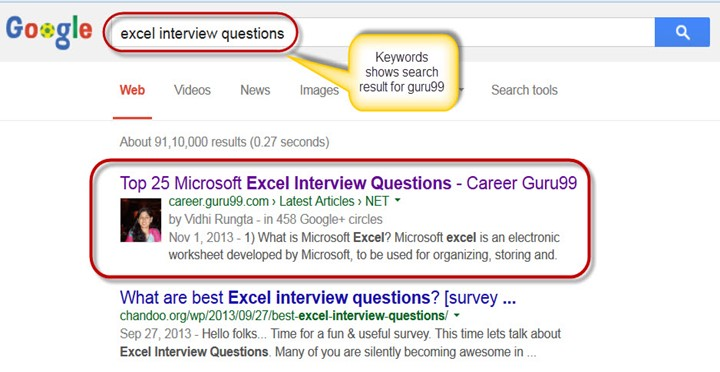 Google
excel interview questions
Keywords
shows search
result for guru99
Web Videos News Images Search tools
About 91,10,000 results (0.27 seconds)
Top 25 Microsoft Excel Interview Questions - Career Guru99
career.guru99.com › Latest Articles › NET
by Vidhi Rungta - in 458 Google+ circles
Nov 1, 2013 - 1) What is Microsoft Excel? Microsoft excel is an electronic
worksheet developed by Microsoft, to be used for organizing, storing and.
What are best Excel interview questions? [survey ...
chandoo.org/wp/2013/09/27/best-excel-interview-questions/
Sep 27, 2013 - Hello folks... Time for a fun & useful survey. This time lets talk about
Excel Interview Questions. Many of you are silently becoming awesome in ...